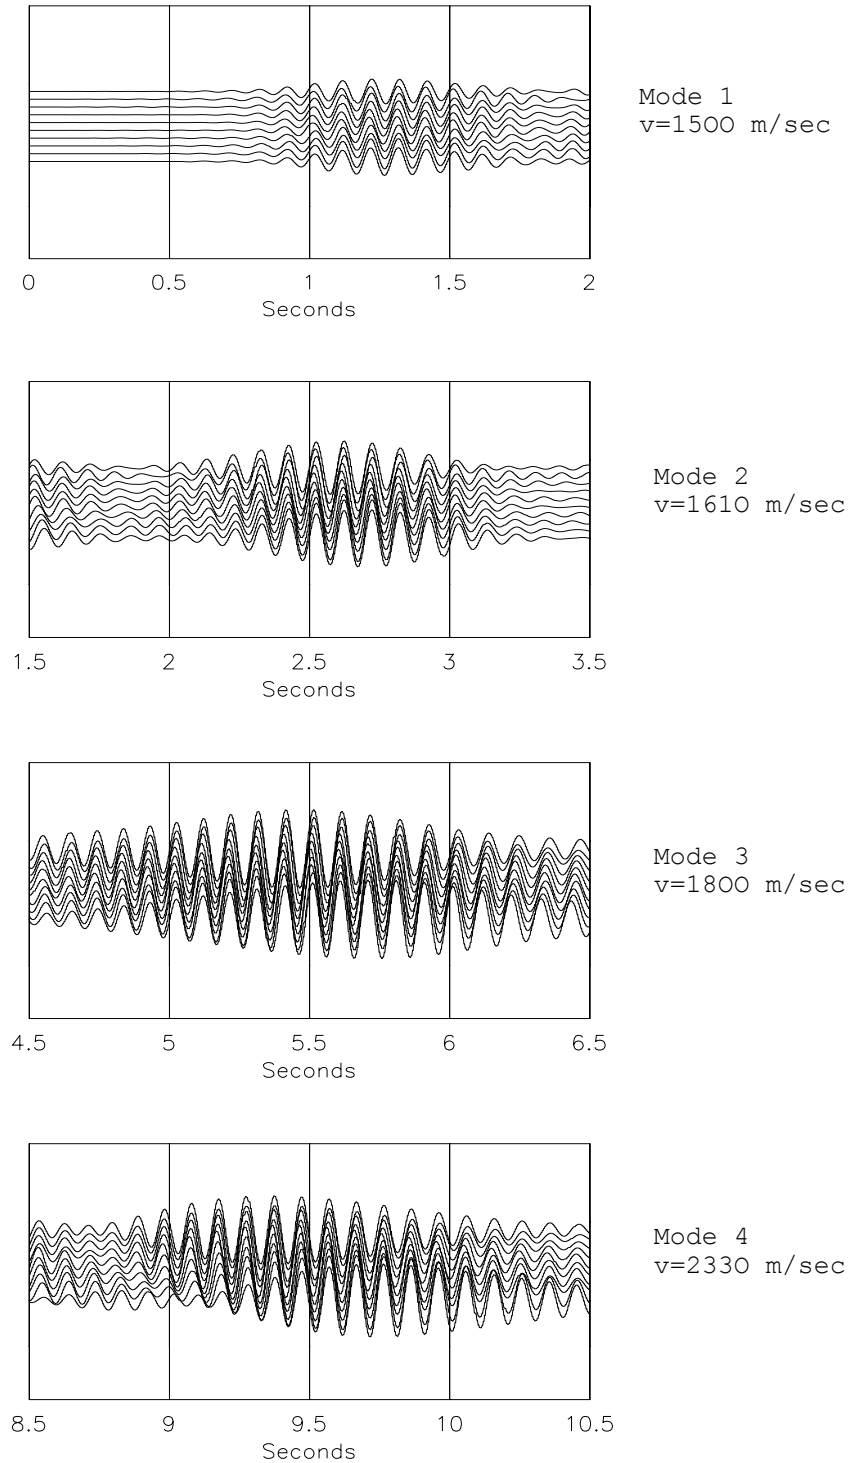 Mode 1
v=1500 m/sec
0 0.5 1 1.5 2
Seconds
Mode 2
v=1610 m/sec
1.5 2 2.5 3 3.5
Seconds
Mode 3
v=1800 m/sec
4.5 5 5.5 6 6.5
Seconds
Mode 4
v=2330 m/sec
8.5 9 9.5 10 10.5
Seconds